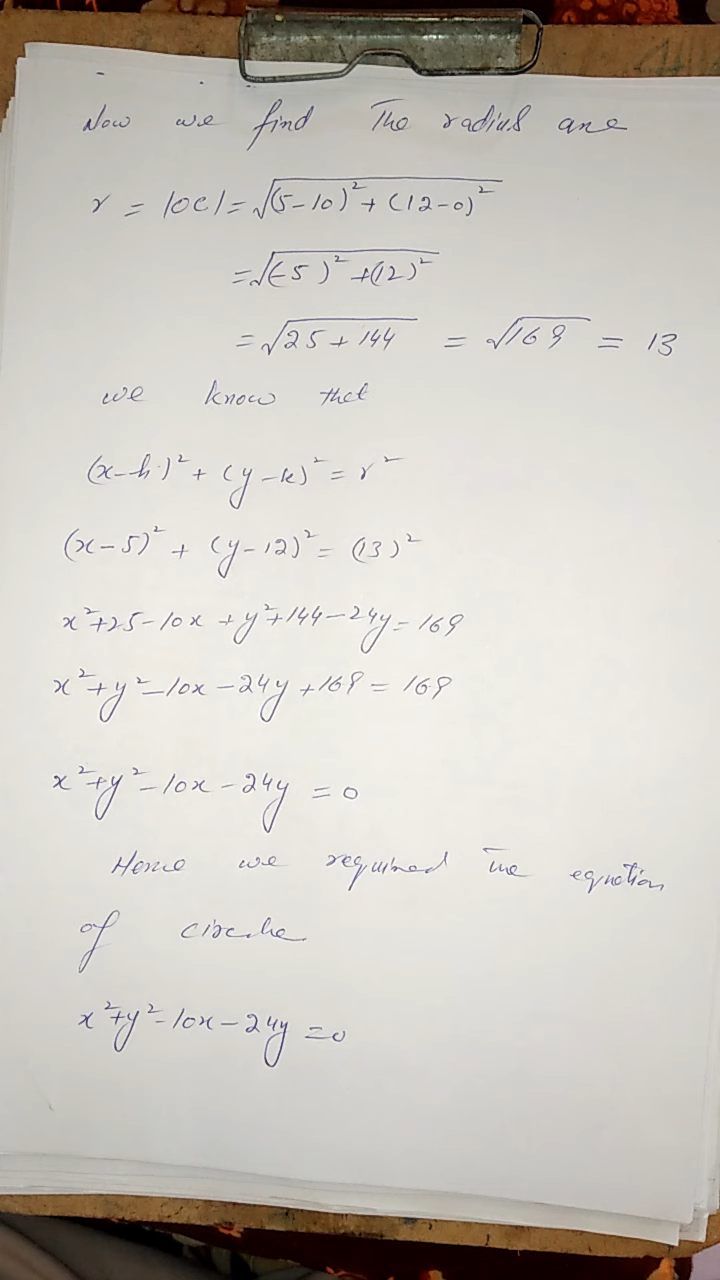 Now we find The radius are
r = |OC| = √(5-10)² + (12-0)²
= √(-5)² + (12)²
= √25 + 144 = √169 = 13
we know that
(x-h)² + (y-k)² = r²
(x-5)² + (y-12)² = (13)²
x²+25-10x + y²+144-24y = 169
x²+y²-10x-24y+169 = 169
x²+y²-10x-24y = 0
Hence we required the equation
of circle
x²+y²-10x-24y = 0